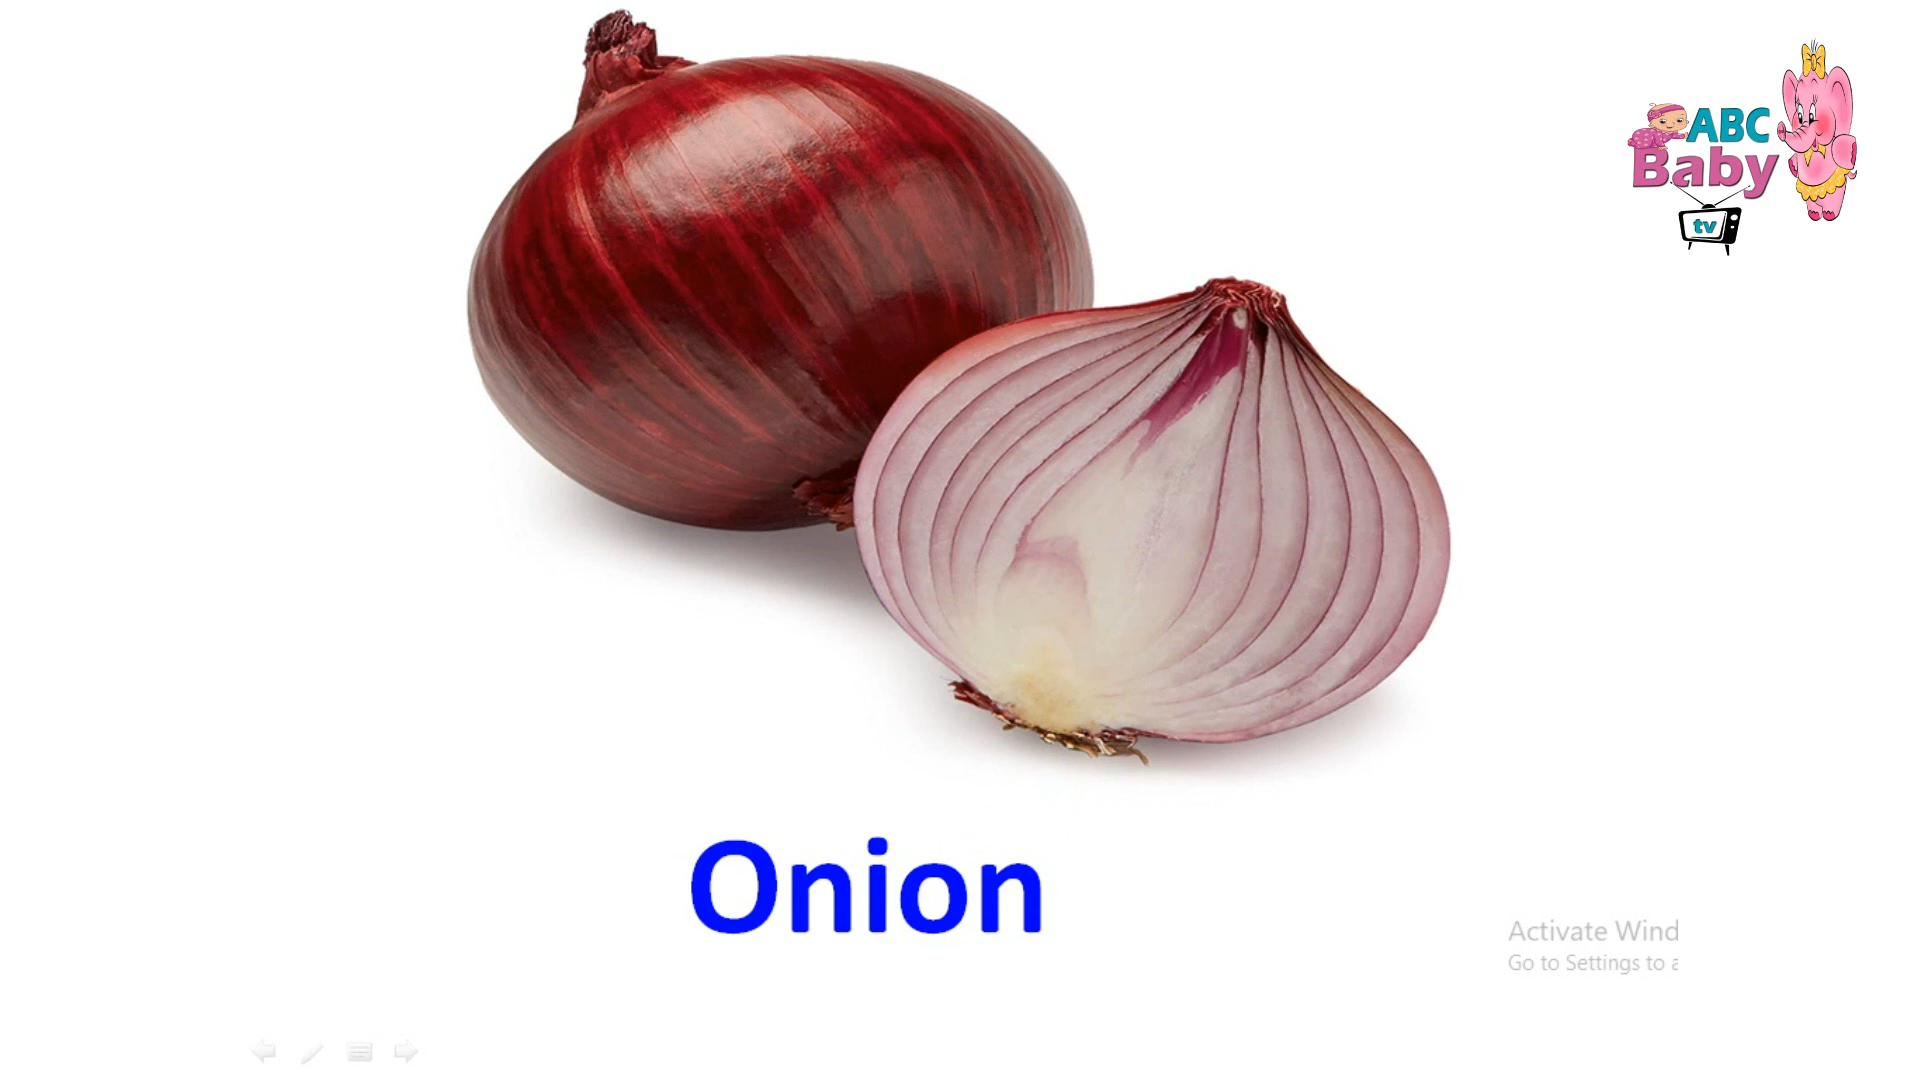 ABC
Baby
tv
Onion
Activate Wind
Go to Settings to a